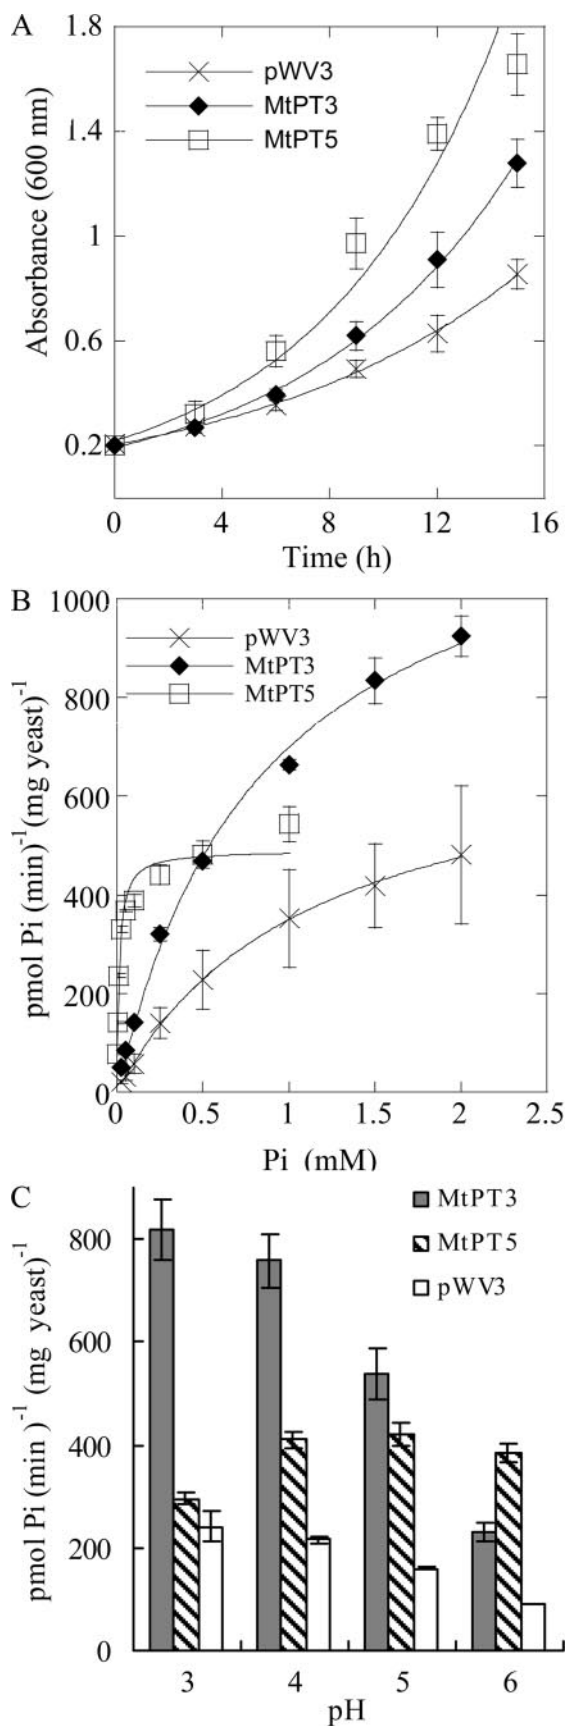 A
1.8
1.4
1
0.6
0.2
Absorbance (600 nm)
pWV3
MtPT3
MtPT5
0 4 8 12 16
Time (h)
B
1000
800
600
400
200
0
pmol Pi (min)⁻¹(mg yeast)⁻¹
pWV3
MtPT3
MtPT5
0 0.5 1 1.5 2 2.5
Pi (mM)
C
800
600
400
200
0
pmol Pi (min )⁻¹ (mg yeast)⁻¹
MtPT3
MtPT5
pWV3
3 4 5 6
pH